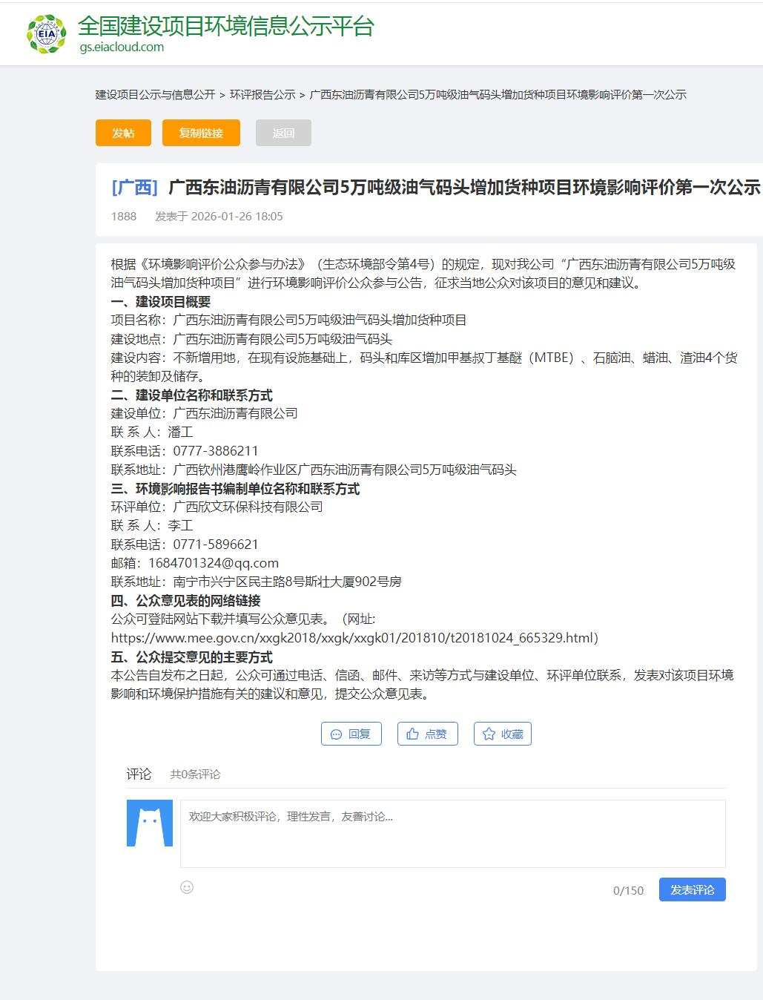 EIA
全国建设项目环境信息公示平台
gs.eiacloud.com
建设项目公示与信息公开 > 环评报告公示 > 广西东油沥青有限公司5万吨级油气码头增加货种项目环境影响评价第一次公示
发帖 复制链接 返回
[广西] 广西东油沥青有限公司5万吨级油气码头增加货种项目环境影响评价第一次公示
1888 发表于 2026-01-26 18:05
根据《环境影响评价公众参与办法》（生态环境部令第4号）的规定，现对我公司“广西东油沥青有限公司5万吨级
油气码头增加货种项目”进行环境影响评价公众参与公告，征求当地公众对该项目的意见和建议。
一、建设项目概要
项目名称：广西东油沥青有限公司5万吨级油气码头增加货种项目
建设地点：广西东油沥青有限公司5万吨级油气码头
建设内容：不新增用地，在现有设施基础上，码头和库区增加甲基叔丁基醚（MTBE）、石脑油、蜡油、渣油4个货
种的装卸及储存。
二、建设单位名称和联系方式
建设单位：广西东油沥青有限公司
联 系 人：潘工
联系电话：0777-3886211
联系地址：广西钦州港鹰岭作业区广西东油沥青有限公司5万吨级油气码头
三、环境影响报告书编制单位名称和联系方式
环评单位：广西欣文环保科技有限公司
联 系 人：李工
联系电话：0771-5896621
邮箱：1684701324@qq.com
联系地址：南宁市兴宁区民主路8号斯壮大厦902号房
四、公众意见表的网络链接
公众可登陆网站下载并填写公众意见表。（网址:
https://www.mee.gov.cn/xxgk2018/xxgk/xxgk01/201810/t20181024_665329.html）
五、公众提交意见的主要方式
本公告自发布之日起，公众可通过电话、信函、邮件、来访等方式与建设单位、环评单位联系，发表对该项目环境
影响和环境保护措施有关的建议和意见，提交公众意见表。
回复 点赞 收藏
评论 共0条评论
欢迎大家积极评论，理性发言，友善讨论...
0/150 发表评论